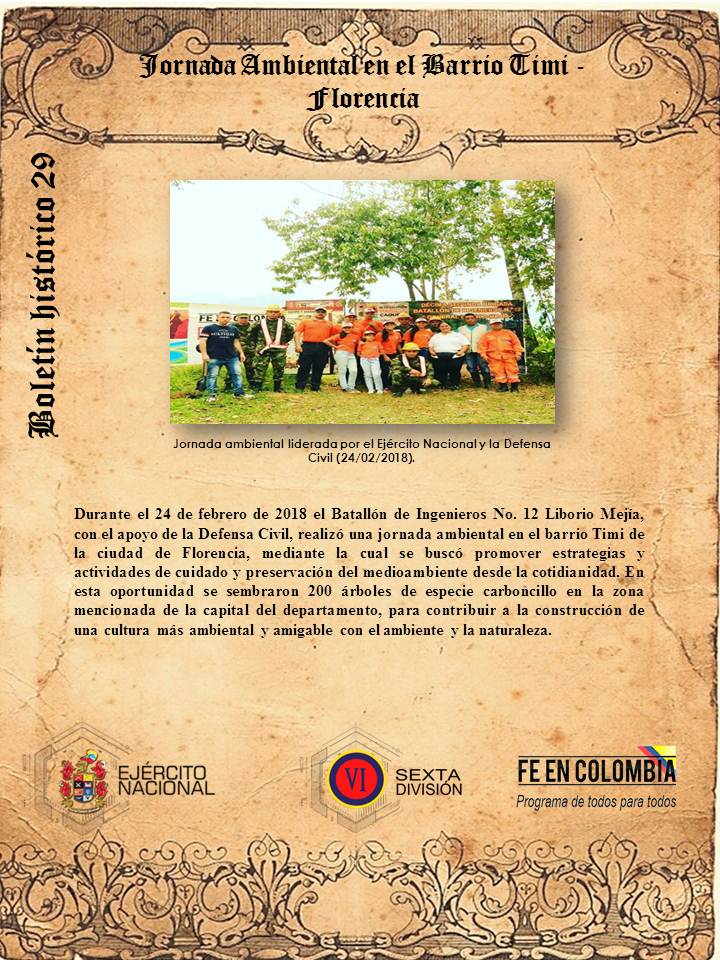 Jornada Ambiental en el Barrio Timi -
Florencia
Boletín histórico 29
FE EN COLOM
Jornada ambiental liderada por el Ejército Nacional y la Defensa
Civil (24/02/2018).
Durante el 24 de febrero de 2018 el Batallón de Ingenieros No. 12 Liborio Mejía,
con el apoyo de la Defensa Civil, realizó una jornada ambiental en el barrio Timi de
la ciudad de Florencia, mediante la cual se buscó promover estrategias y
actividades de cuidado y preservación del medioambiente desde la cotidianidad. En
esta oportunidad se sembraron 200 árboles de especie carboncillo en la zona
mencionada de la capital del departamento, para contribuir a la construcción de
una cultura más ambiental y amigable con el ambiente y la naturaleza.
EJÉRCITO
NACIONAL
VI
SEXTA
DIVISIÓN
FE EN COLOMBIA
Programa de todos para todos